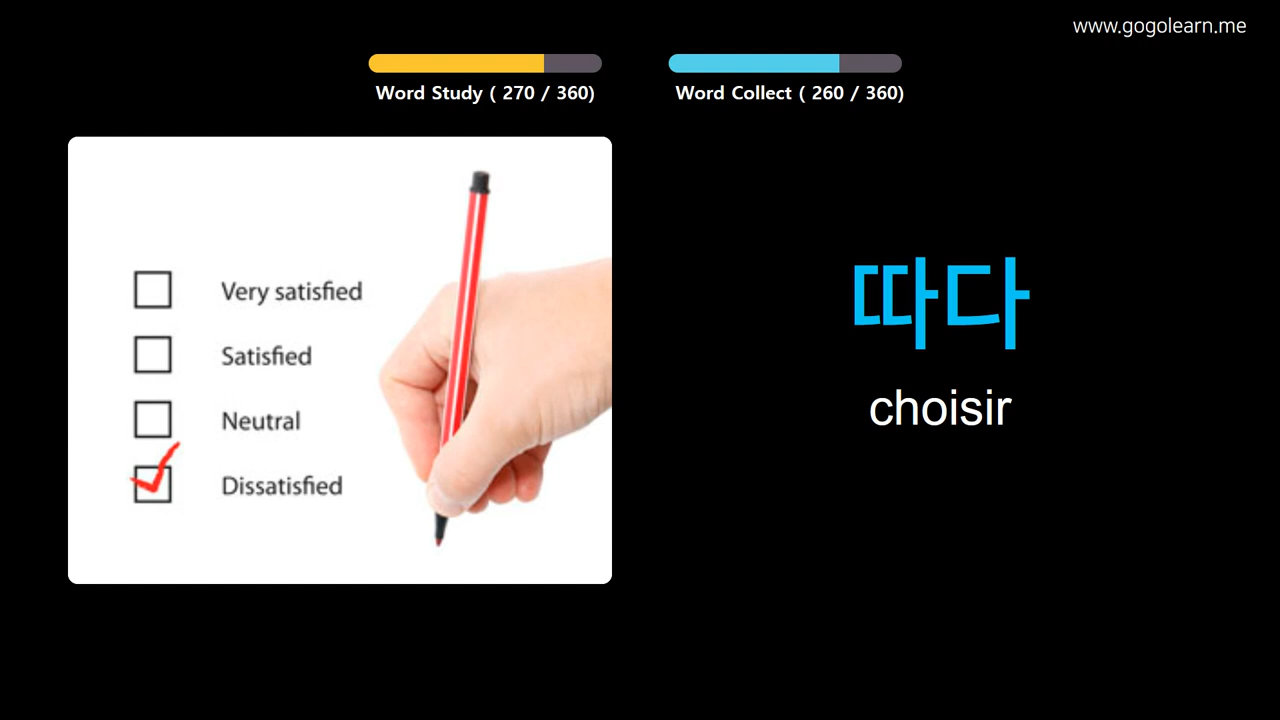 www.gogolearn.me
Word Study ( 270 / 360)
Word Collect ( 260 / 360)
Very satisfied
Satisfied
Neutral
Dissatisfied
따다
choisir